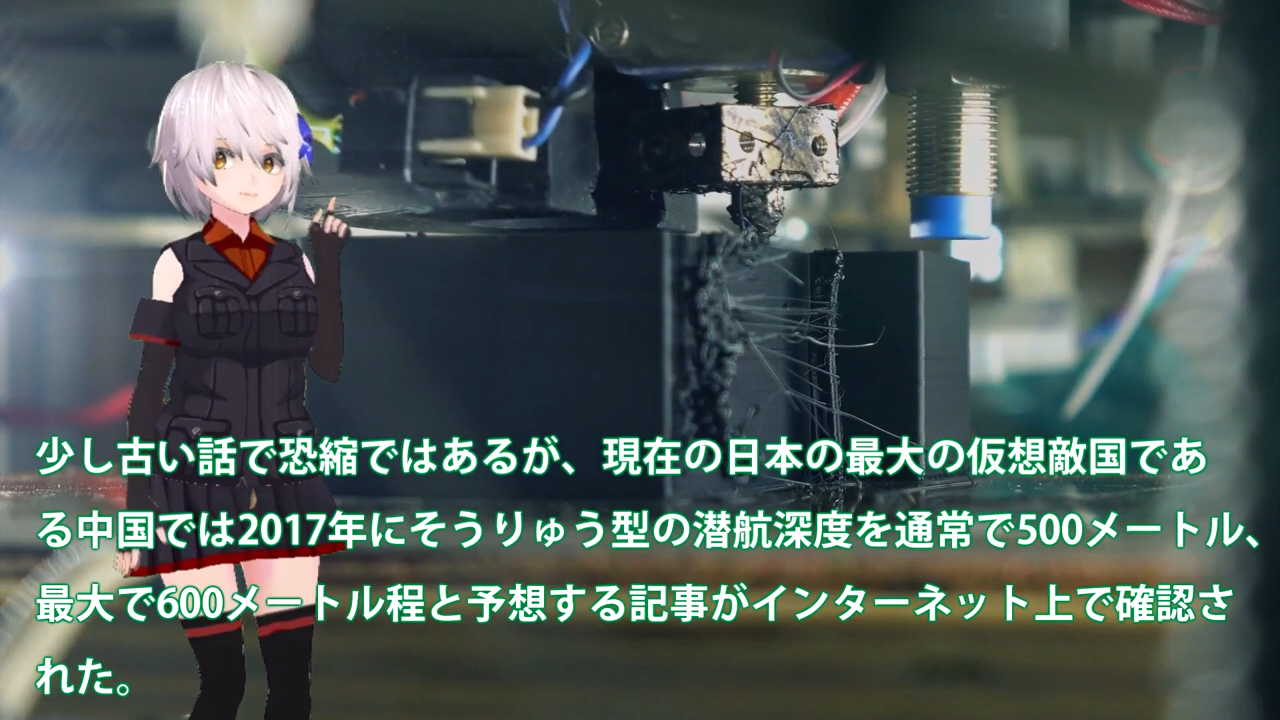 少し古い話で恐縮ではあるが、現在の日本の最大の仮想敵国であ
る中国では2017年にそうりゅう型の潜航深度を通常で500メートル、
最大で600メートル程と予想する記事がインターネット上で確認さ
れた。